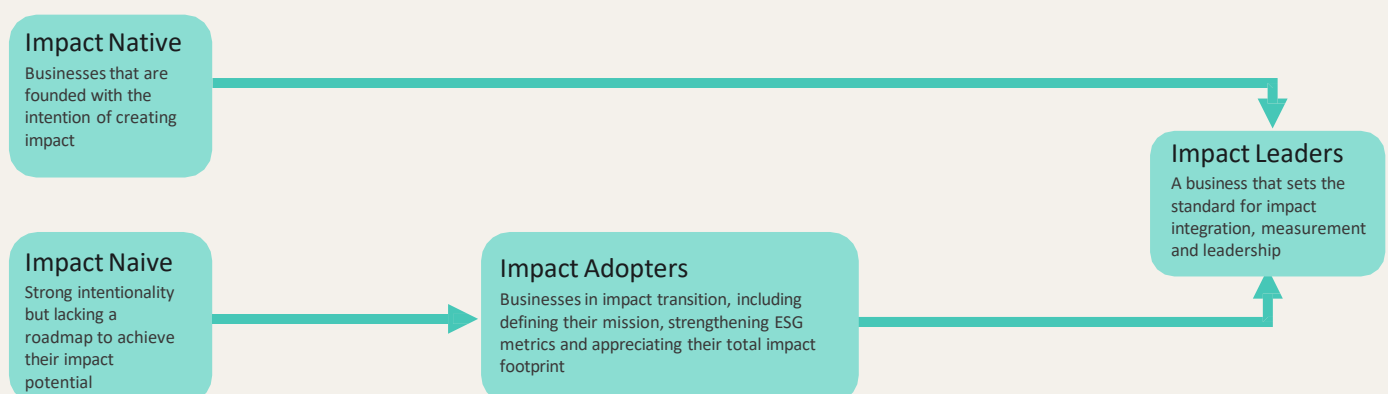 Impact Native
Businesses that are
founded with the
intention of creating
impact
Impact Leaders
A business that sets the
standard for impact
integration, measurement
and leadership
Impact Naive
Strong intentionality
but lacking a
roadmap to achieve
their impact
potential
Impact Adopters
Businesses in impact transition, including
defining their mission, strengthening ESG
metrics and appreciating their total impact
footprint